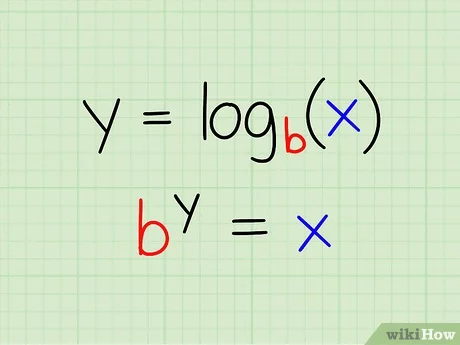 y = log_b(x)
b^y = x
wikiHow